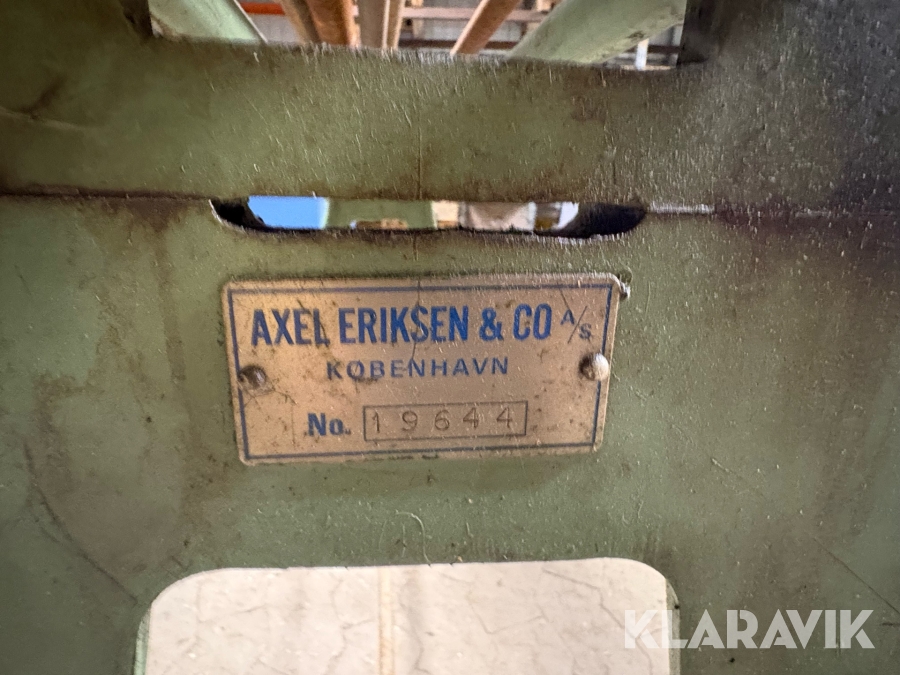 AXEL ERIKSEN & CO A/S
KØBENHAVN
No. 19644
KLARAVIK